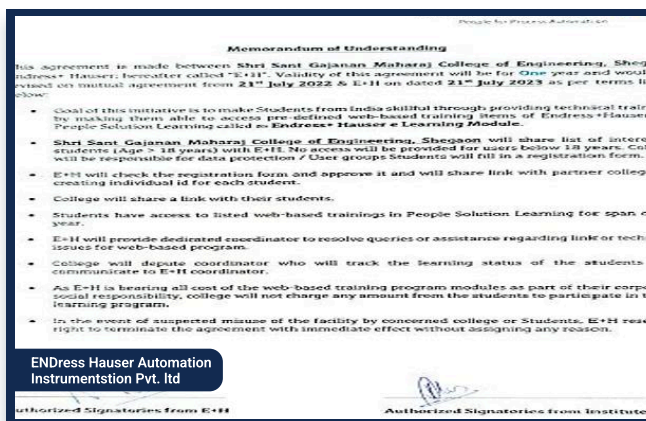 People for Process Automation
Memorandum of Understanding
his agreement is made between Shri Sant Gajanan Maharaj College of Engineering, Sheg
ndress+ Hauser; hereafter called "E+H". Validity of this agreement will be for One year and woul
evised on mutual agreement from 21st July 2022 & E+H on dated 21st July 2023 as per terms li
elow:
• Goal of this initiative is to make Students from India skillful through providing technical train
by making them able to access pre-defined web-based training items of Endress+Hauser
People Solution Learning called as Endress+ Hauser e Learning Module.
• Shri Sant Gajanan Maharaj College of Engineering, Shegaon will share list of intere
students (Age > 18 years) with E+H. No access will be provided for users below 18 years. Col
will be responsible for data protection / User groups Students will fill in a registration form.
• E+H will check the registration form and approve it and will share link with partner colleg
creating individual id for each student.
• College will share a link with their students.
• Students have access to listed web-based trainings in People Solution Learning for span o
year.
• E+H will provide dedicated coordinator to resolve queries or assistance regarding link or tech
issues for web-based program.
• College will depute coordinator who will track the learning status of the students
communicate to E+H coordinator.
• As E+H is bearing all cost of the web-based training program modules as part of their corpo
social responsibility, college will not charge any amount from the students to participate in t
learning program.
• In the event of suspected misuse of the facility by concerned college or Students, E+H rese
right to terminate the agreement with immediate effect without assigning any reason.
ENDress Hauser Automation
Instrumentstion Pvt. ltd
uthorized Signatories from E+H
Authorized Signatories from Institute